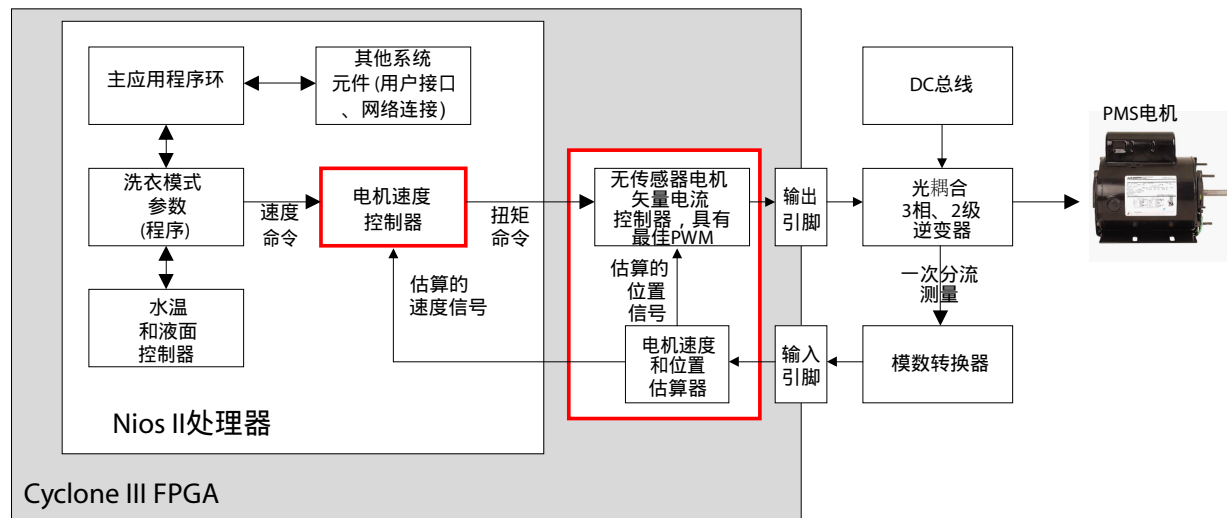 主应用程序环
其他系统
元件(用户接口
、网络连接)
DC总线
PMS电机
洗衣模式
参数
(程序)
速度
命令
电机速度
控制器
扭矩
命令
无传感器电机
矢量电流
控制器，具有
最佳PWM
输出
引脚
光耦合
3相、2级
逆变器
估算的
速度信号
估算的
位置
信号
一次分流
测量
水温
和液面
控制器
电机速度
和位置
估算器
输入
引脚
模数转换器
Nios II处理器
Cyclone III FPGA